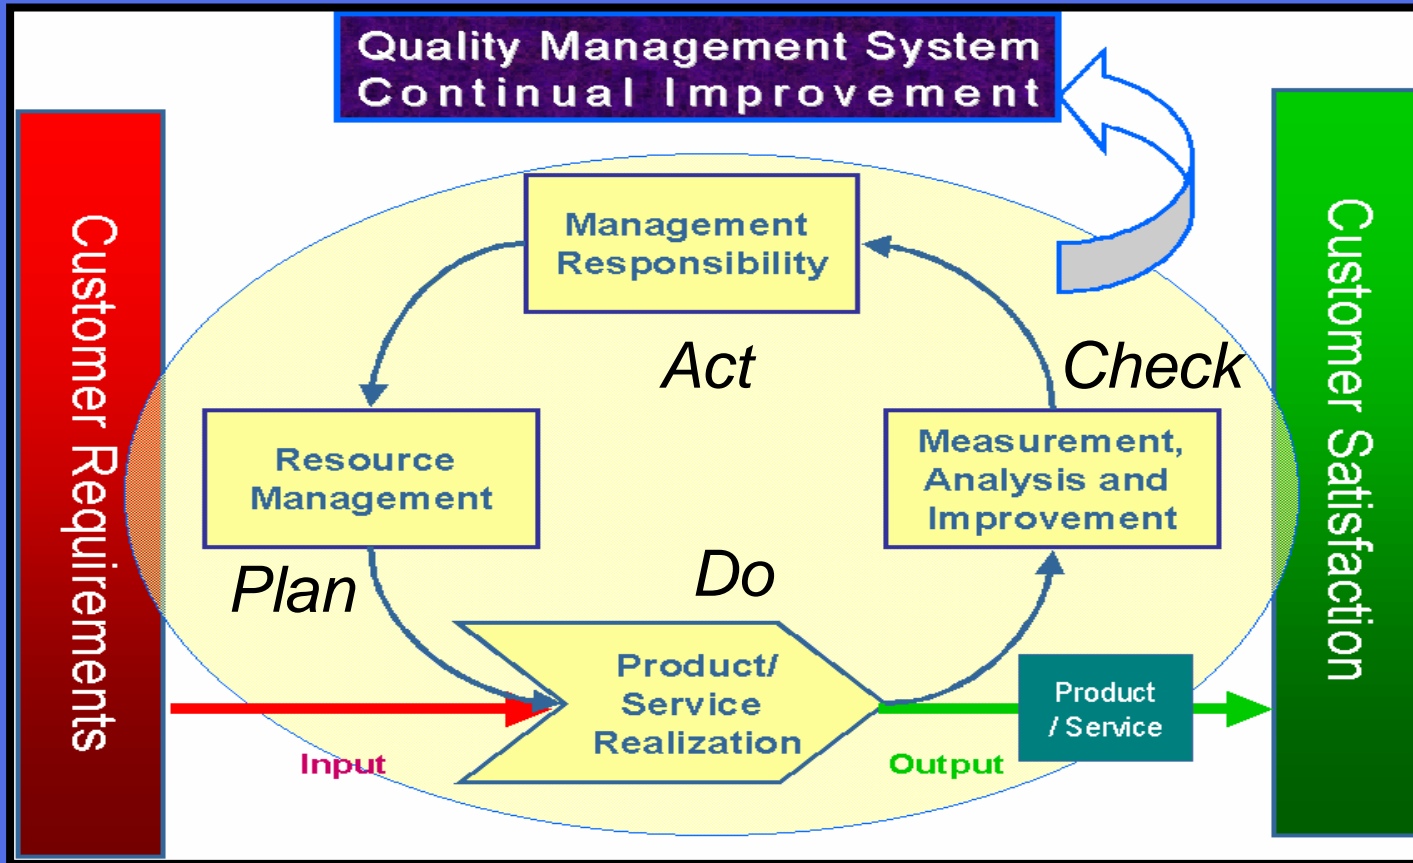 Quality Management System
Continual Improvement
Customer Requirements
Management
Responsibility
Act
Check
Resource
Management
Measurement,
Analysis and
Improvement
Plan
Do
Product/
Service
Realization
Input
Output
Product
/ Service
Customer Satisfaction